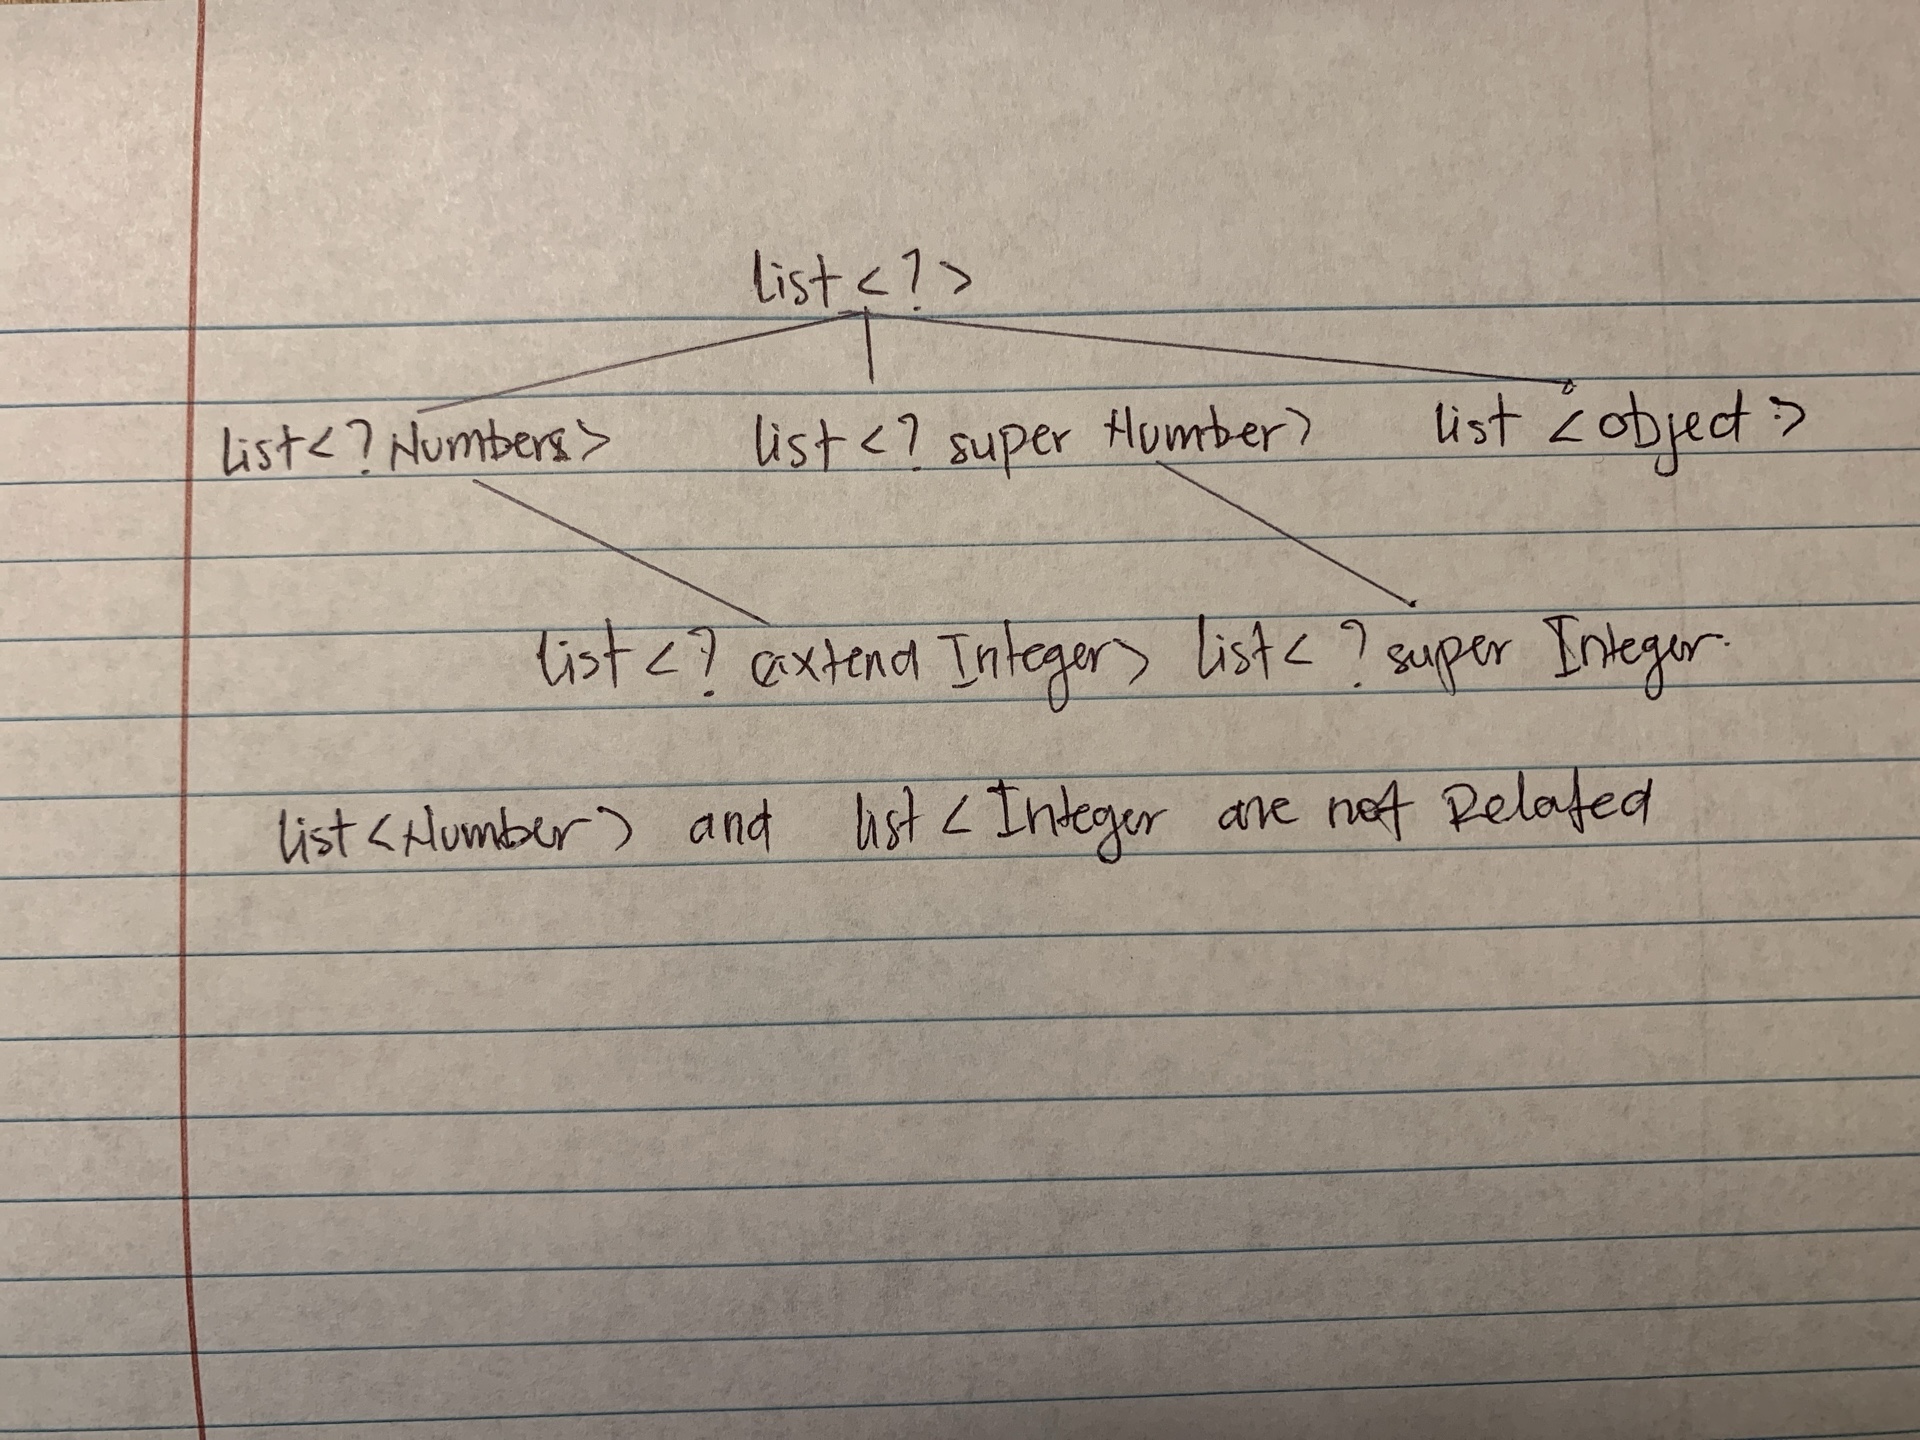 list <?>
list <? Numbers>
list <? super Number>
list <object>
list <? extend Integer>
list < ? super Integer.
list <Number> and list < Integer are not Related